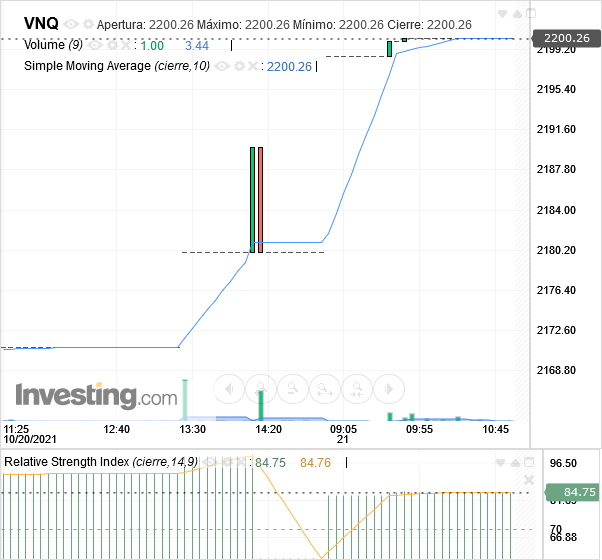 VNQ Apertura: 2200.26 Máximo: 2200.26 Mínimo: 2200.26 Cierre: 2200.26
2200.26
Volume (9) : 1.00 3.44
2199.20
Simple Moving Average (cierre,10) : 2200.26
2195.40
2191.60
2187.80
2184.00
2180.20
2176.40
2172.60
2168.80
Investing.com
11:25 12:40 13:30 14:20 09:05 09:55 10:45
10/20/2021 21
Relative Strength Index (cierre,14,9) : 84.75 84.76
96.50
84.75
70 70
66.88